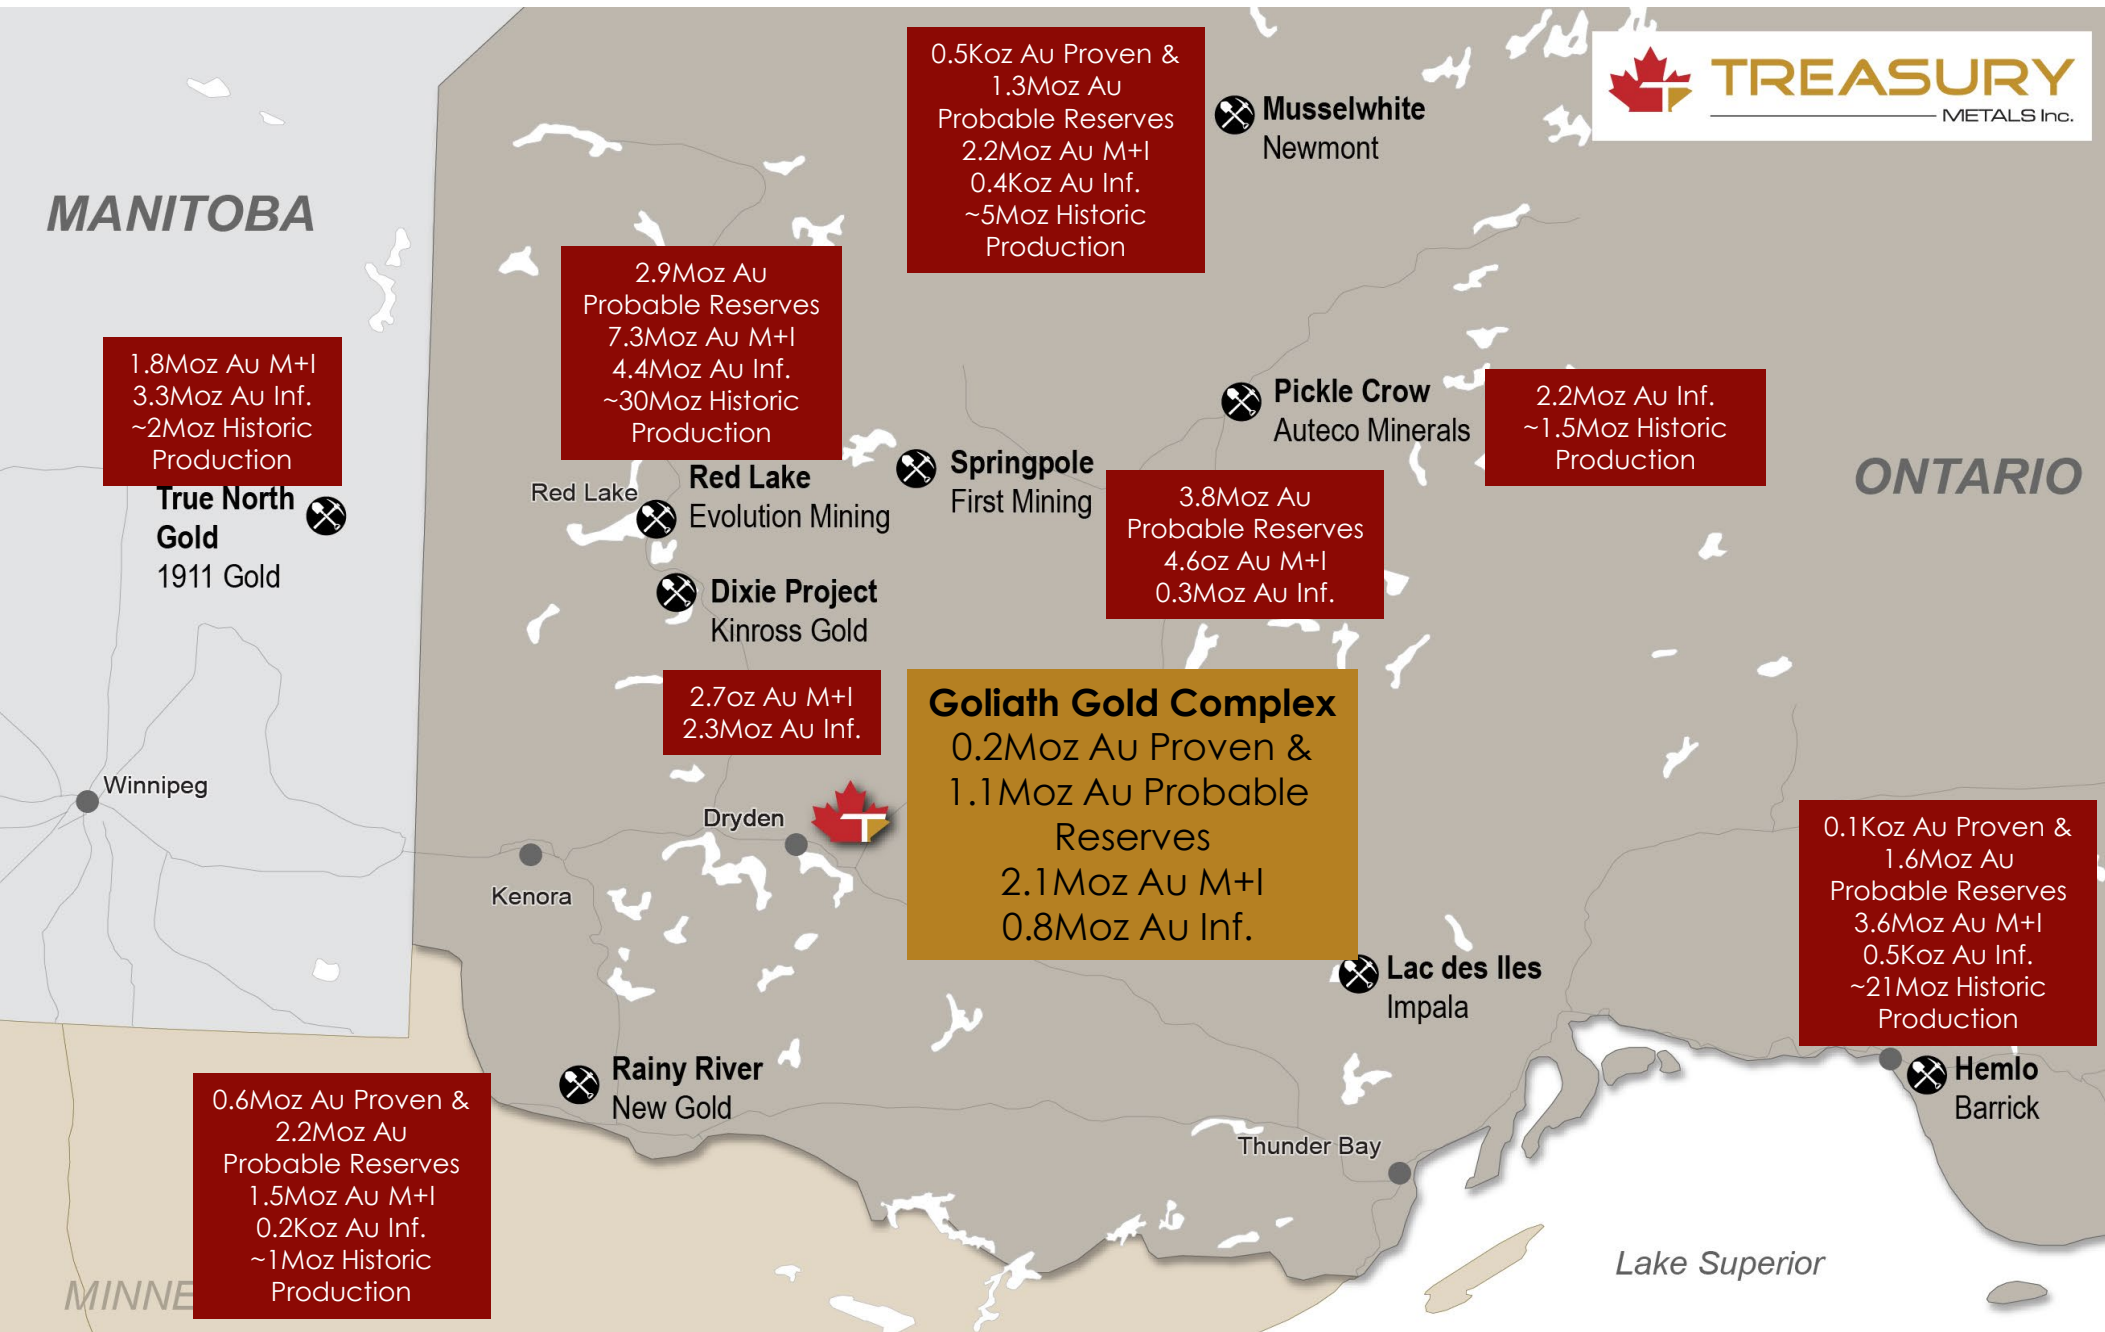 TREASURY
METALS Inc.
0.5Koz Au Proven &
1.3Moz Au
Probable Reserves
2.2Moz Au M+I
0.4Koz Au Inf.
~5Moz Historic
Production
Musselwhite
Newmont
MANITOBA
2.9Moz Au
Probable Reserves
7.3Moz Au M+I
4.4Moz Au Inf.
~30Moz Historic
Production
Red Lake
Red Lake
Evolution Mining
1.8Moz Au M+I
3.3Moz Au Inf.
~2Moz Historic
Production
True North
Gold
1911 Gold
Springpole
First Mining
3.8Moz Au
Probable Reserves
4.6oz Au M+I
0.3Moz Au Inf.
Pickle Crow
Auteco Minerals
2.2Moz Au Inf.
~1.5Moz Historic
Production
ONTARIO
Dixie Project
Kinross Gold
2.7oz Au M+I
2.3Moz Au Inf.
Goliath Gold Complex
0.2Moz Au Proven &
1.1Moz Au Probable
Reserves
2.1Moz Au M+I
0.8Moz Au Inf.
Winnipeg
Dryden
Kenora
0.1Koz Au Proven &
1.6Moz Au
Probable Reserves
3.6Moz Au M+I
0.5Koz Au Inf.
~21Moz Historic
Production
Hemlo
Barrick
Lac des Iles
Impala
Rainy River
New Gold
0.6Moz Au Proven &
2.2Moz Au
Probable Reserves
1.5Moz Au M+I
0.2Koz Au Inf.
~1Moz Historic
Production
Thunder Bay
Lake Superior
MINNE